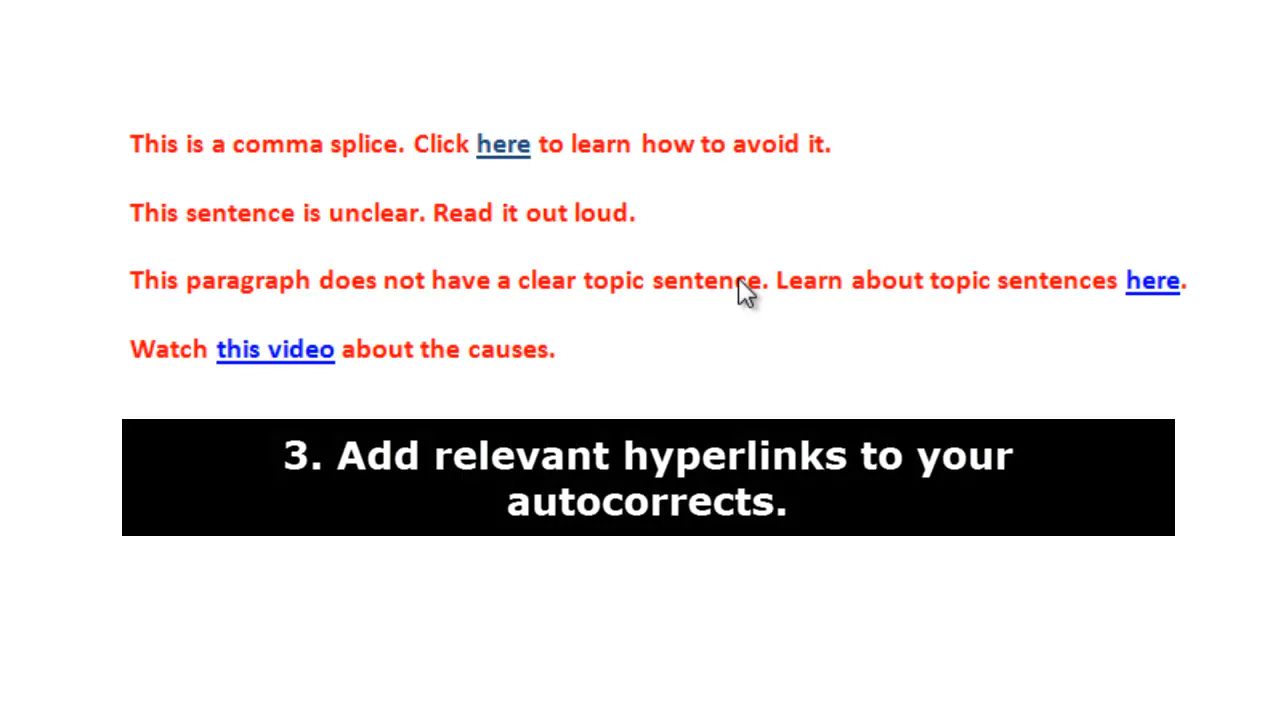 This is a comma splice. Click here to learn how to avoid it.
This sentence is unclear. Read it out loud.
This paragraph does not have a clear topic sentence. Learn about topic sentences here.
Watch this video about the causes.
3. Add relevant hyperlinks to your
autocorrects.